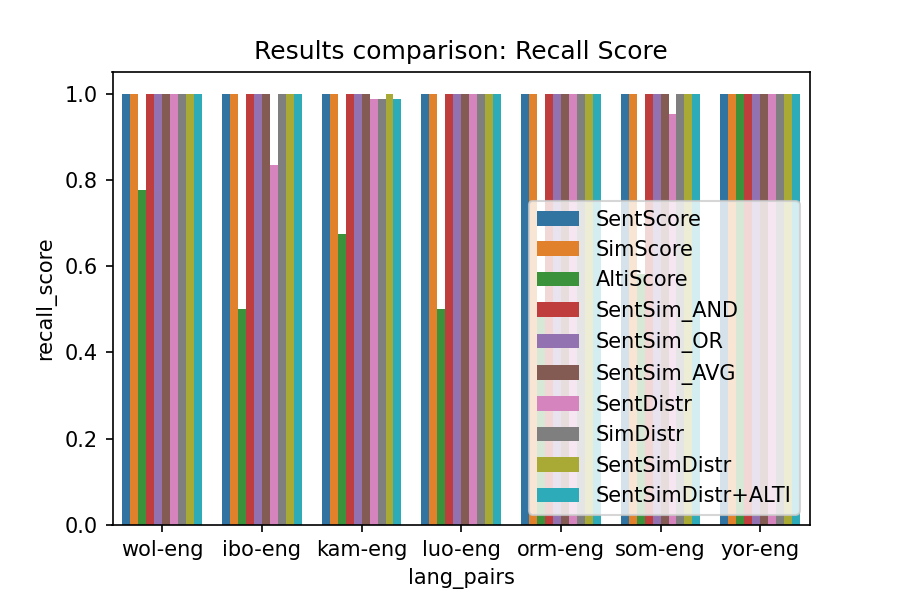 Results comparison: Recall Score
recall_score
1.0
0.8
0.6
0.4
0.2
0.0
SentScore
SimScore
AltiScore
SentSim_AND
SentSim_OR
SentSim_AVG
SentDistr
SimDistr
SentSimDistr
SentSimDistr+ALTI
wol-eng ibo-eng kam-eng luo-eng orm-eng som-eng yor-eng
lang_pairs